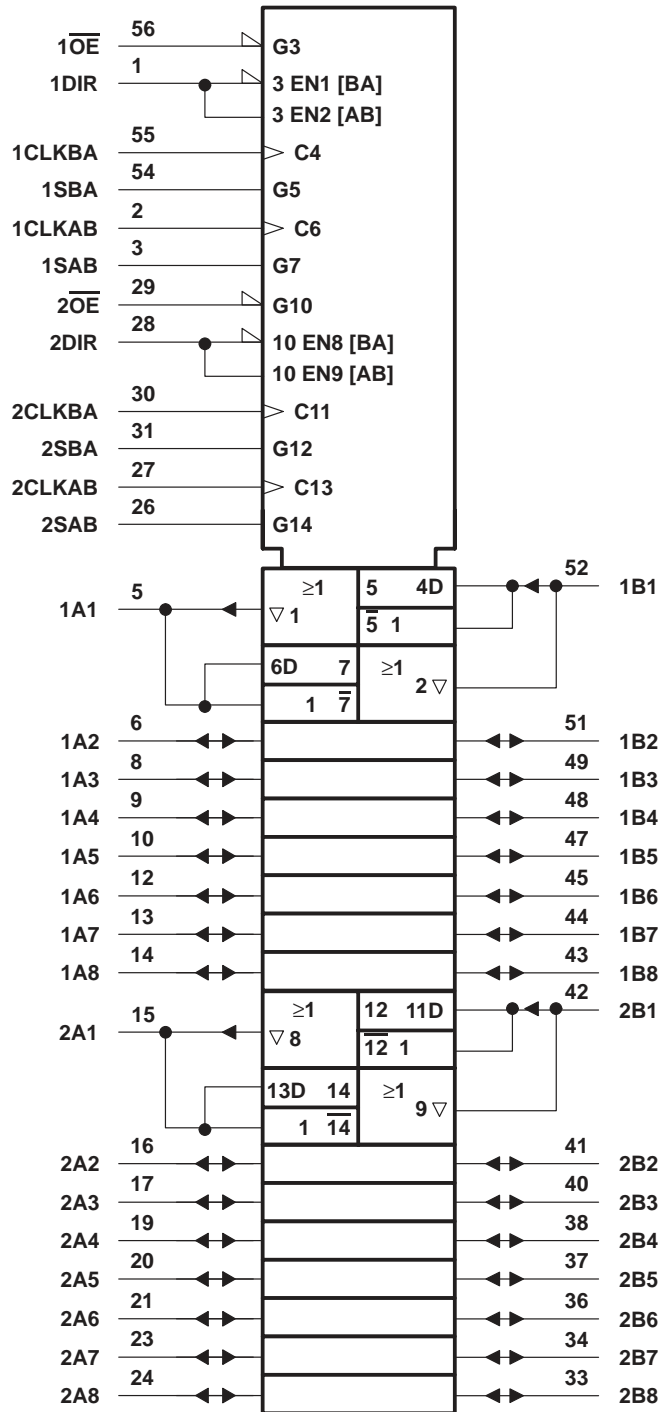 56
1O̅E̅ G3
1
1DIR 3 EN1 [BA]
3 EN2 [AB]
55
1CLKBA C4
54
1SBA G5
2
1CLKAB C6
3
1SAB G7
29
2O̅E̅ G10
28
2DIR 10 EN8 [BA]
10 EN9 [AB]
30
2CLKBA C11
31
2SBA G12
27
2CLKAB C13
26
2SAB G14
5 ≥1 5 4D 52
1A1 ▽ 1 5̅ 1 1B1
6D 7 ≥1
1 7̅ 2 ▽
6 51
1A2 1B2
8 49
1A3 1B3
9 48
1A4 1B4
10 47
1A5 1B5
12 45
1A6 1B6
13 44
1A7 1B7
14 43
1A8 1B8
15 ≥1 12 11D 42
2A1 ▽ 8 1̅2̅ 1 2B1
13D 14 ≥1
1 1̅4̅ 9 ▽
16 41
2A2 2B2
17 40
2A3 2B3
19 38
2A4 2B4
20 37
2A5 2B5
21 36
2A6 2B6
23 34
2A7 2B7
24 33
2A8 2B8